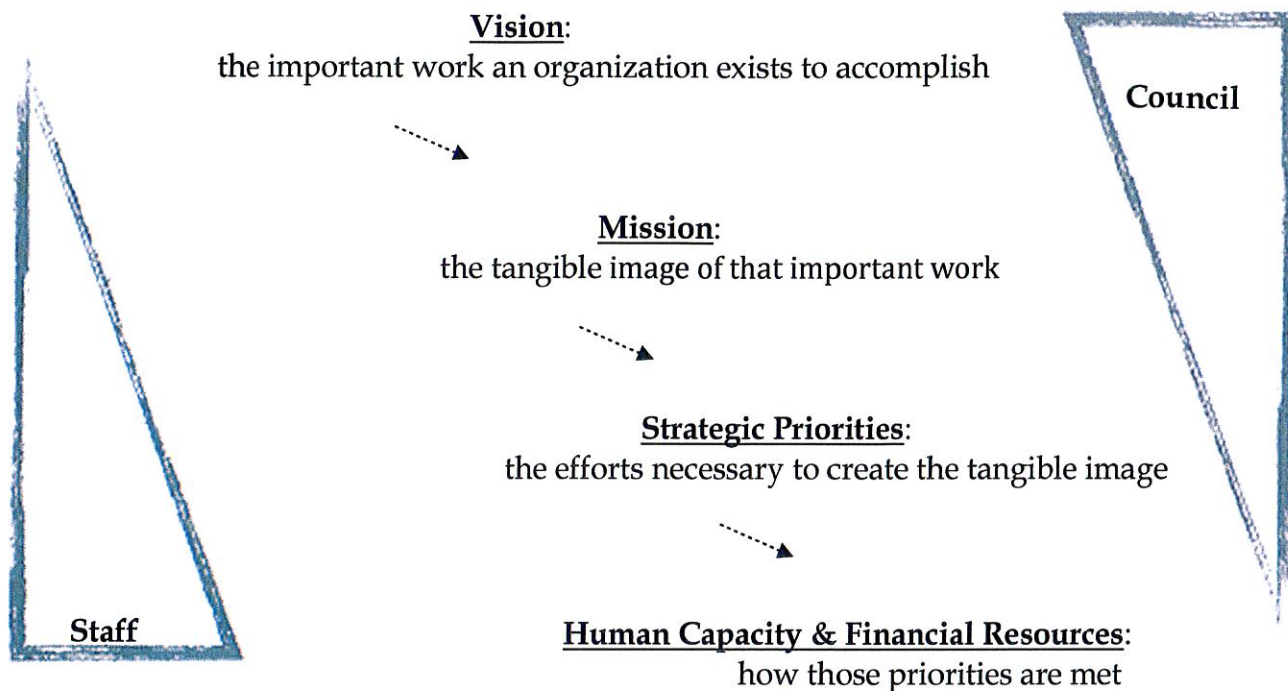 Vision:
the important work an organization exists to accomplish
Council
Mission:
the tangible image of that important work
Strategic Priorities:
the efforts necessary to create the tangible image
Staff
Human Capacity & Financial Resources:
how those priorities are met